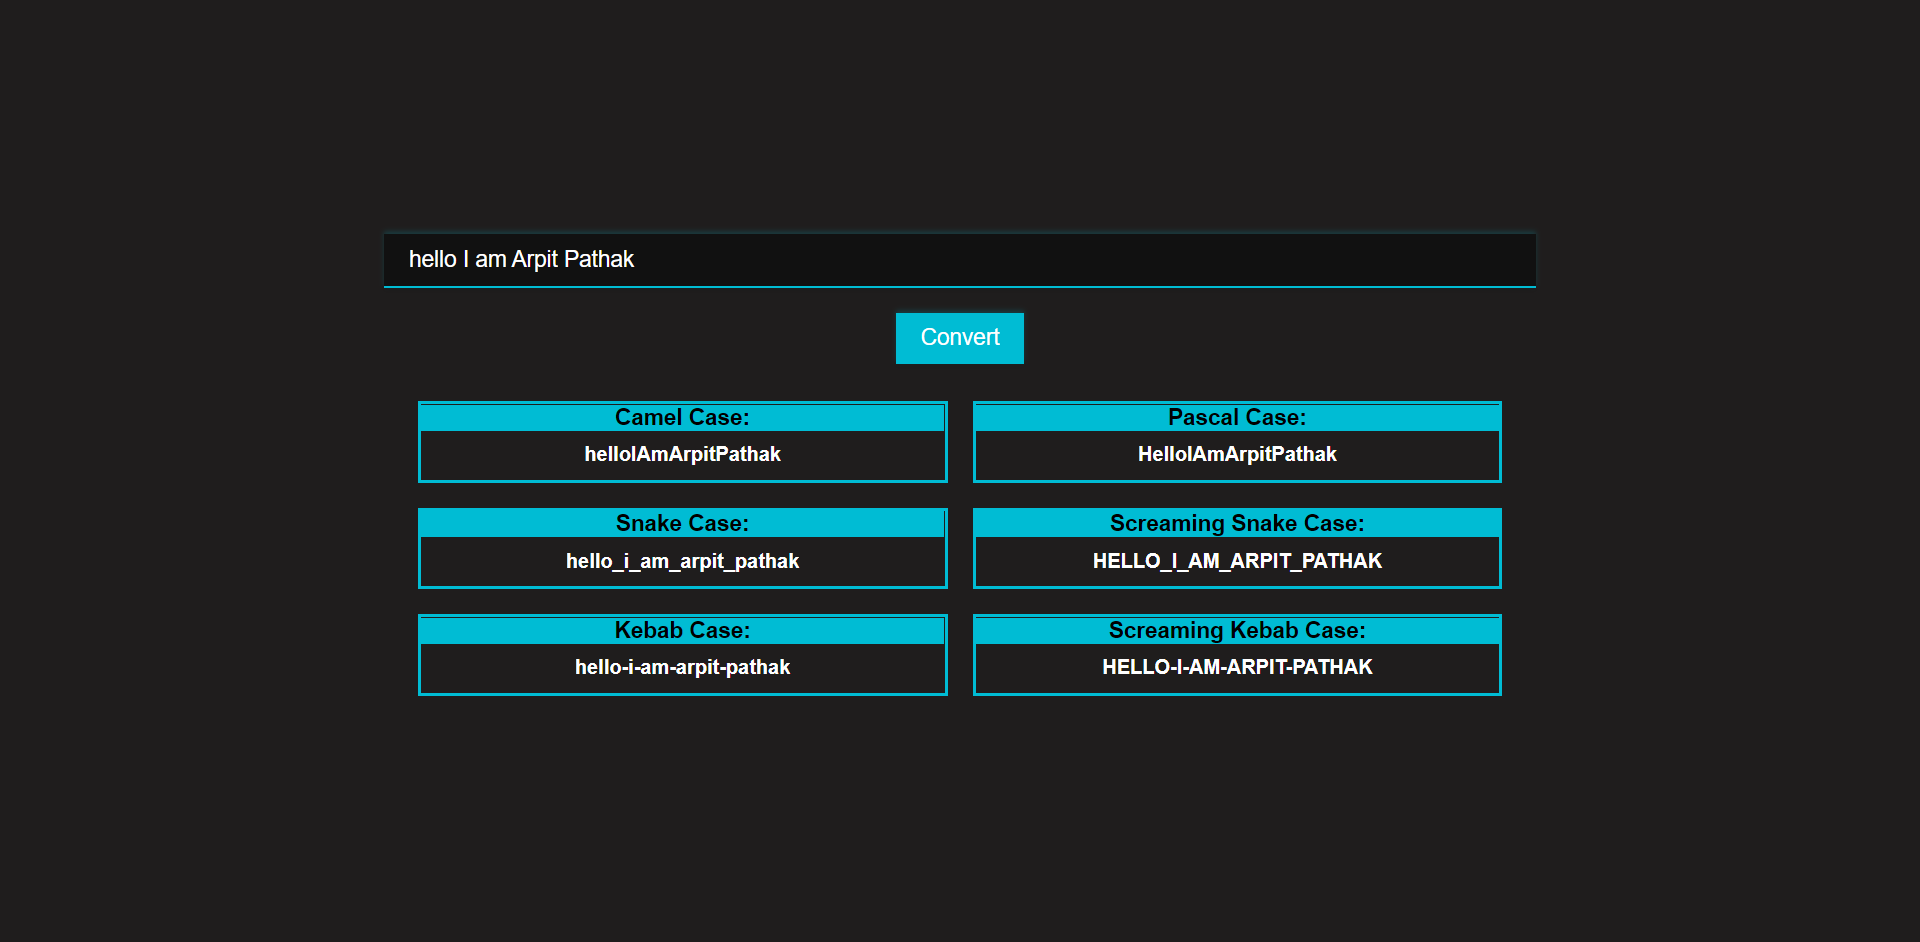 hello I am Arpit Pathak
Convert
Camel Case:
helloIAmArpitPathak
Pascal Case:
HelloIAmArpitPathak
Snake Case:
hello_i_am_arpit_pathak
Screaming Snake Case:
HELLO_I_AM_ARPIT_PATHAK
Kebab Case:
hello-i-am-arpit-pathak
Screaming Kebab Case:
HELLO-I-AM-ARPIT-PATHAK